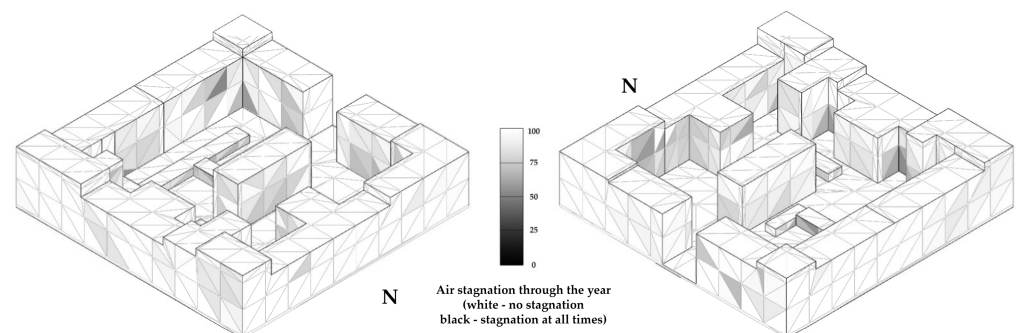 N
N
100
75
50
25
0
Air stagnation through the year
(white - no stagnation
black - stagnation at all times)